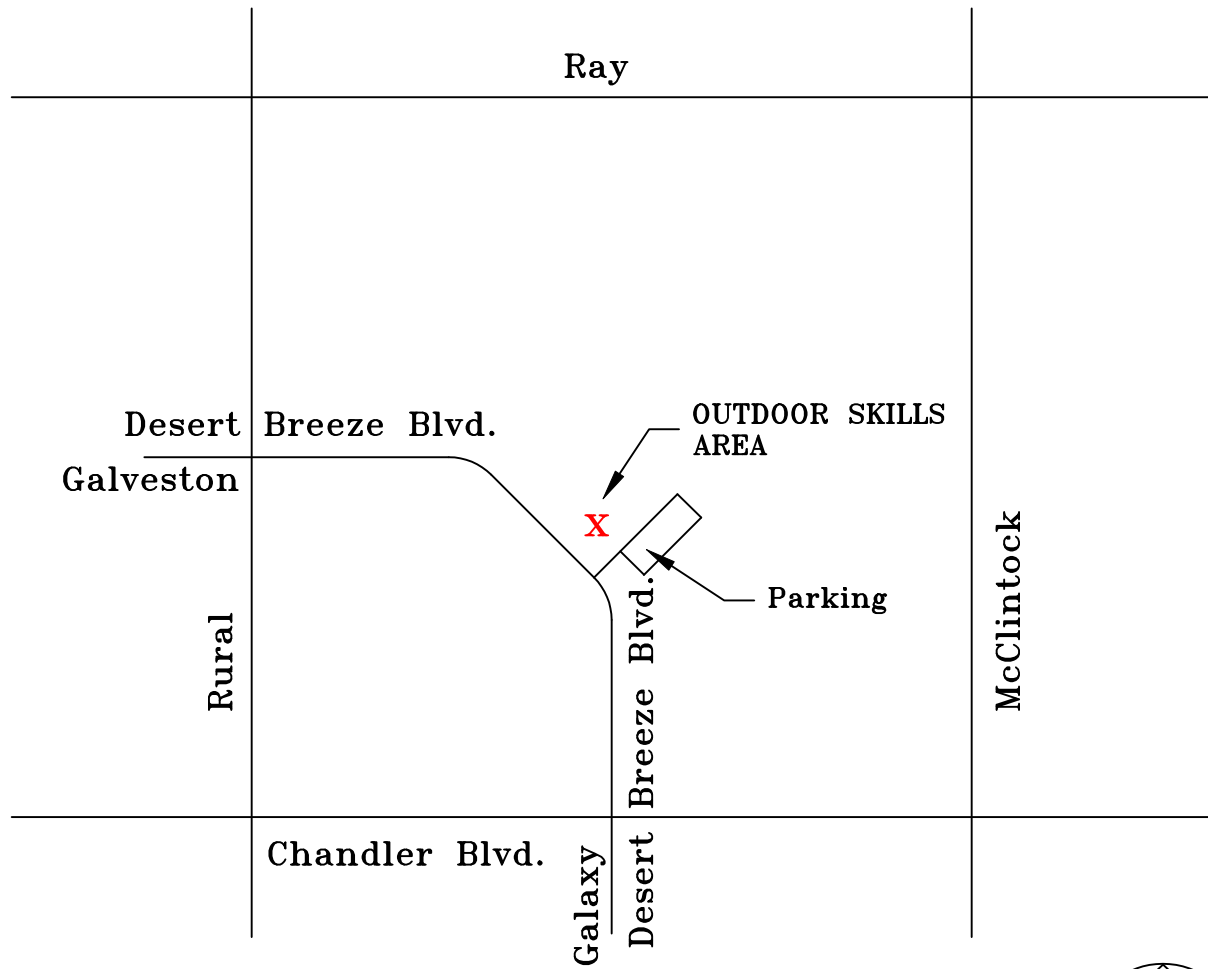 Ray
Desert Breeze Blvd.
Galveston
OUTDOOR SKILLS
AREA
X
Parking
Rural
Desert Breeze Blvd.
McClintock
Chandler Blvd.
Galaxy